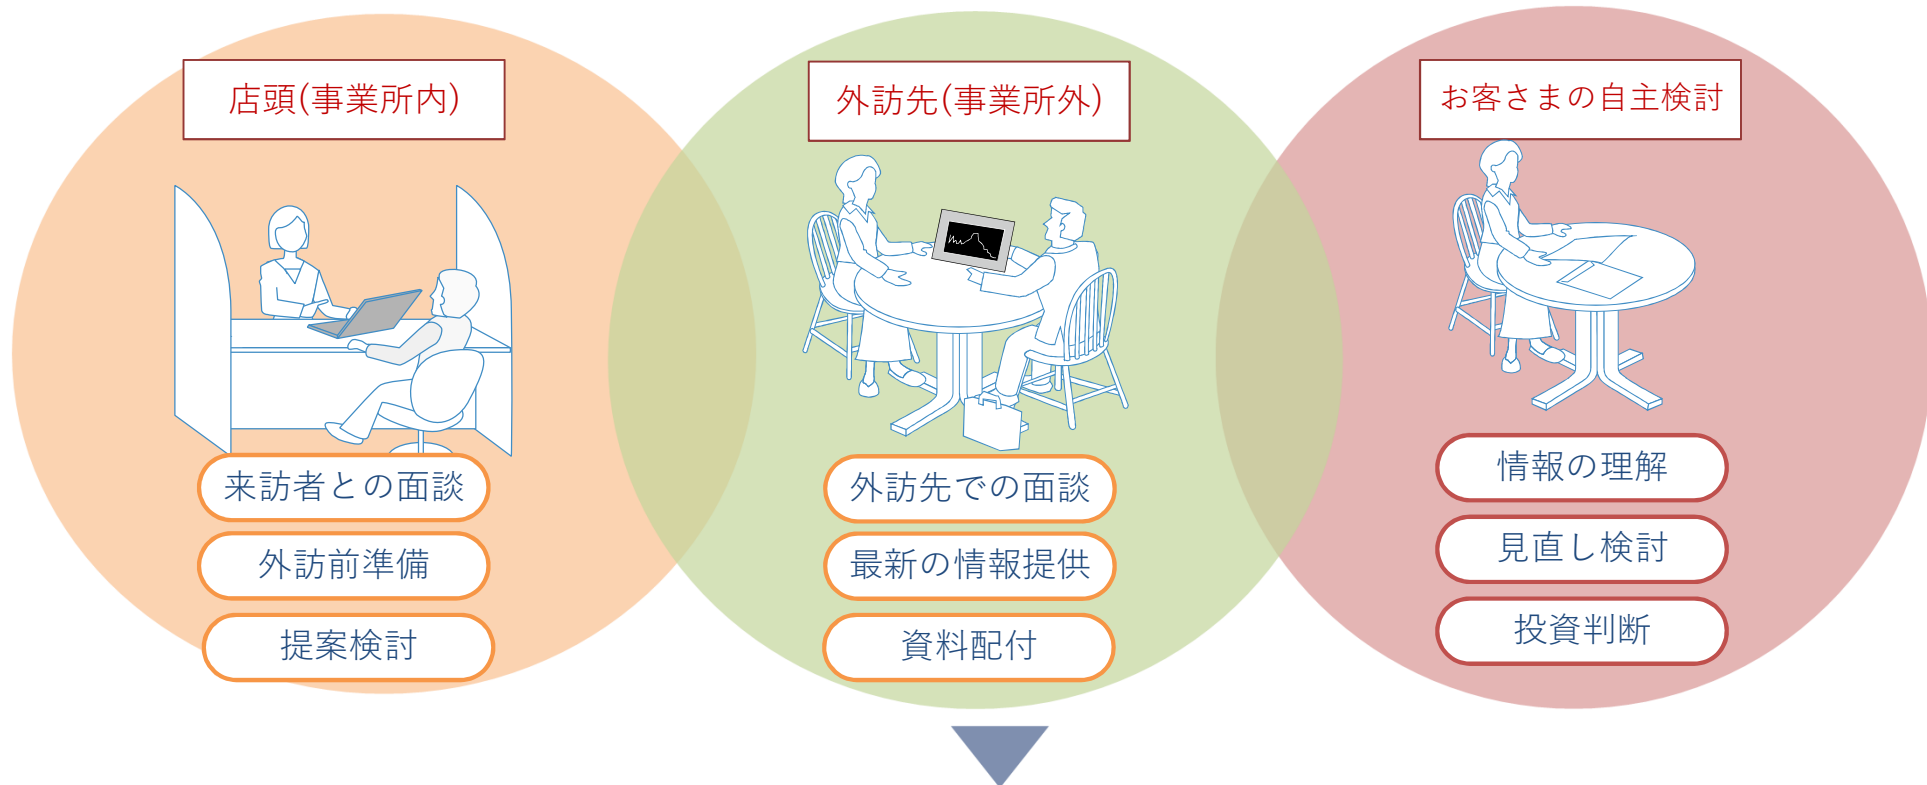 店頭(事業所内)
来訪者との面談
外訪前準備
提案検討
外訪先(事業所外)
外訪先での面談
最新の情報提供
資料配付
お客さまの自主検討
情報の理解
見直し検討
投資判断